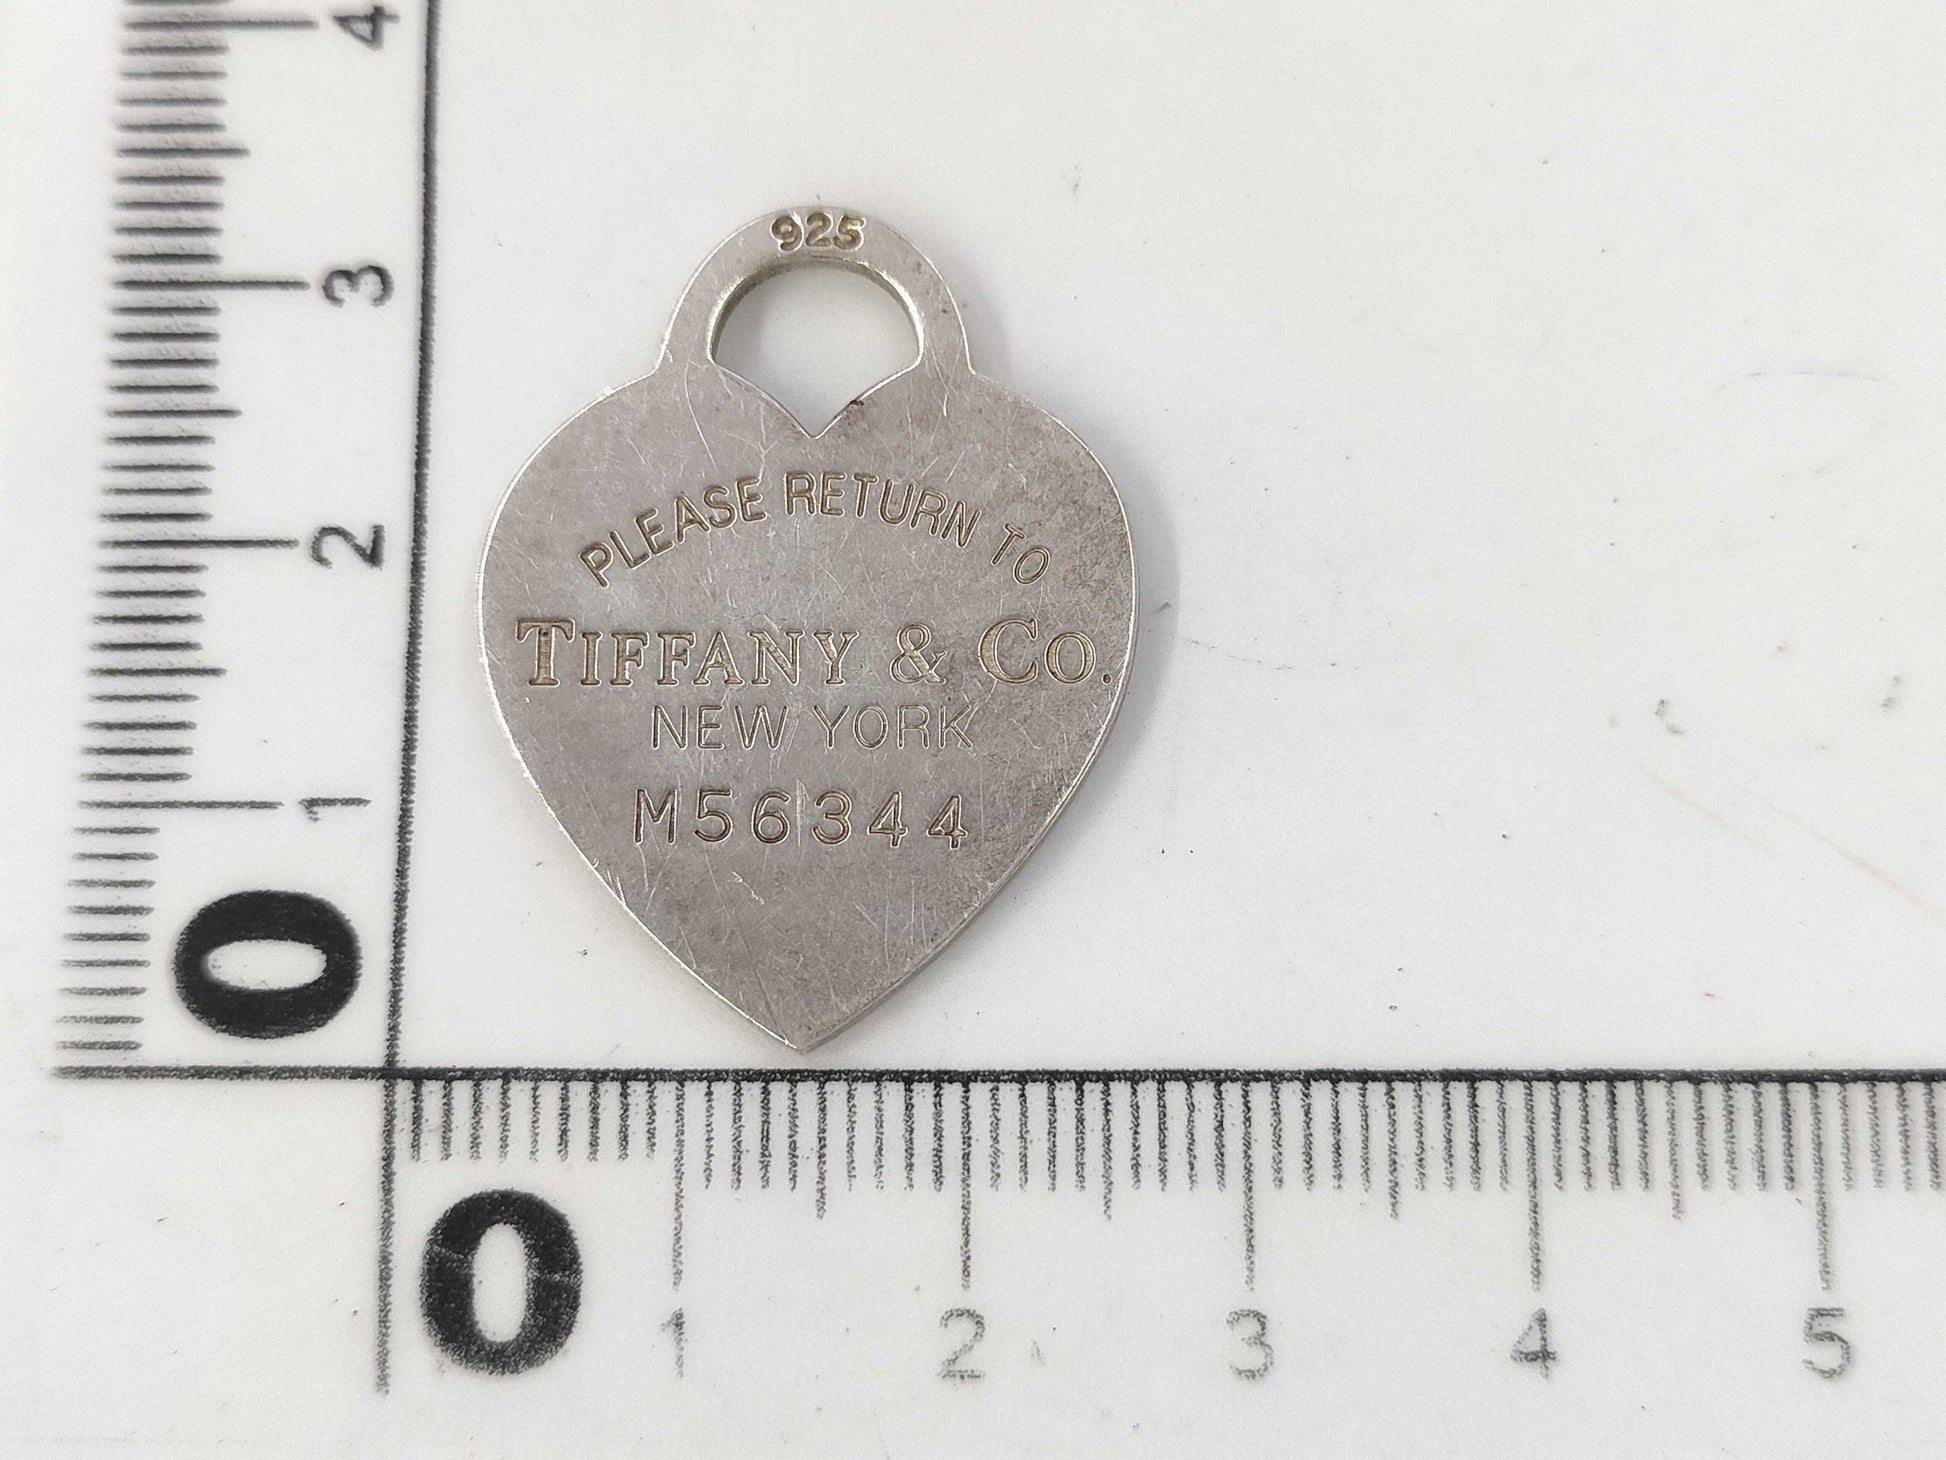 4
3
2
1
0
925
PLEASE RETURN TO
TIFFANY & CO.
NEW YORK
M56344
0 1 2 3 4 5